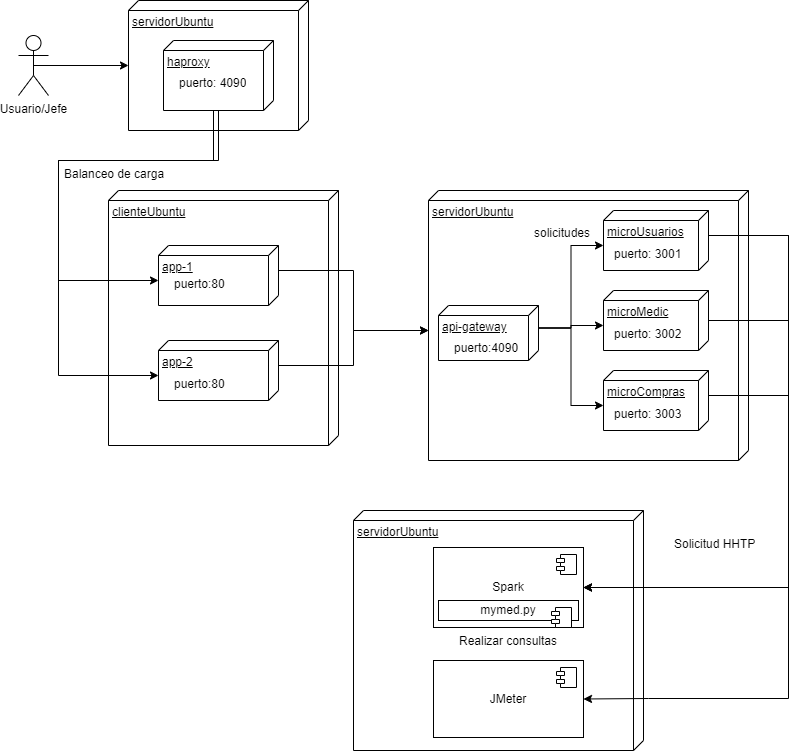 servidorUbuntu
haproxy
puerto: 4090
Usuario/Jefe
Balanceo de carga
clienteUbuntu
app-1
puerto:80
app-2
puerto:80
servidorUbuntu
solicitudes
microUsuarios
puerto: 3001
api-gateway
puerto:4090
microMedic
puerto: 3002
microCompras
puerto: 3003
servidorUbuntu
Solicitud HHTP
Spark
mymed.py
Realizar consultas
JMeter